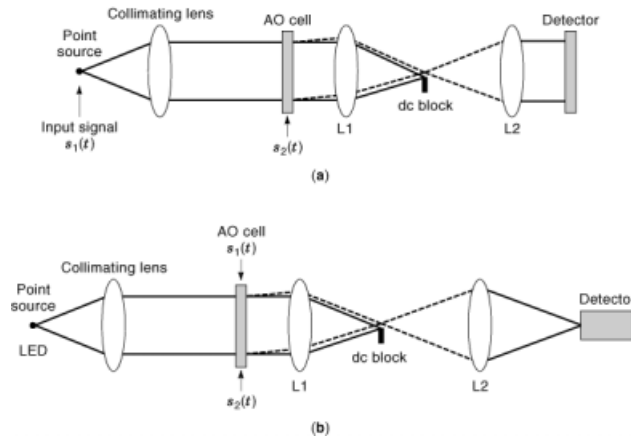 Collimating lens
AO cell
Detector
Point
source
dc block
Input signal
s₁(t)
s₂(t)
L1
L2
(a)
AO cell
s₁(t)
Collimating lens
Point
source
Detecto
LED
dc block
L1
L2
s₂(t)
(b)